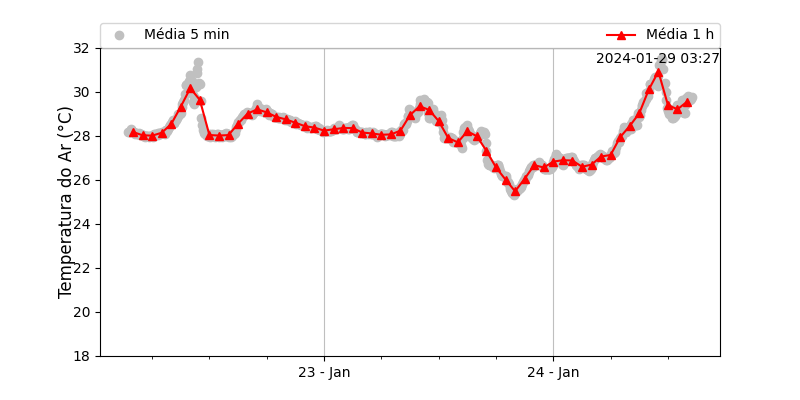 Média 5 min
Média 1 h
2024-01-29 03:27
Temperatura do Ar (°C)
32
30
28
26
24
22
20
18
23 - Jan
24 - Jan